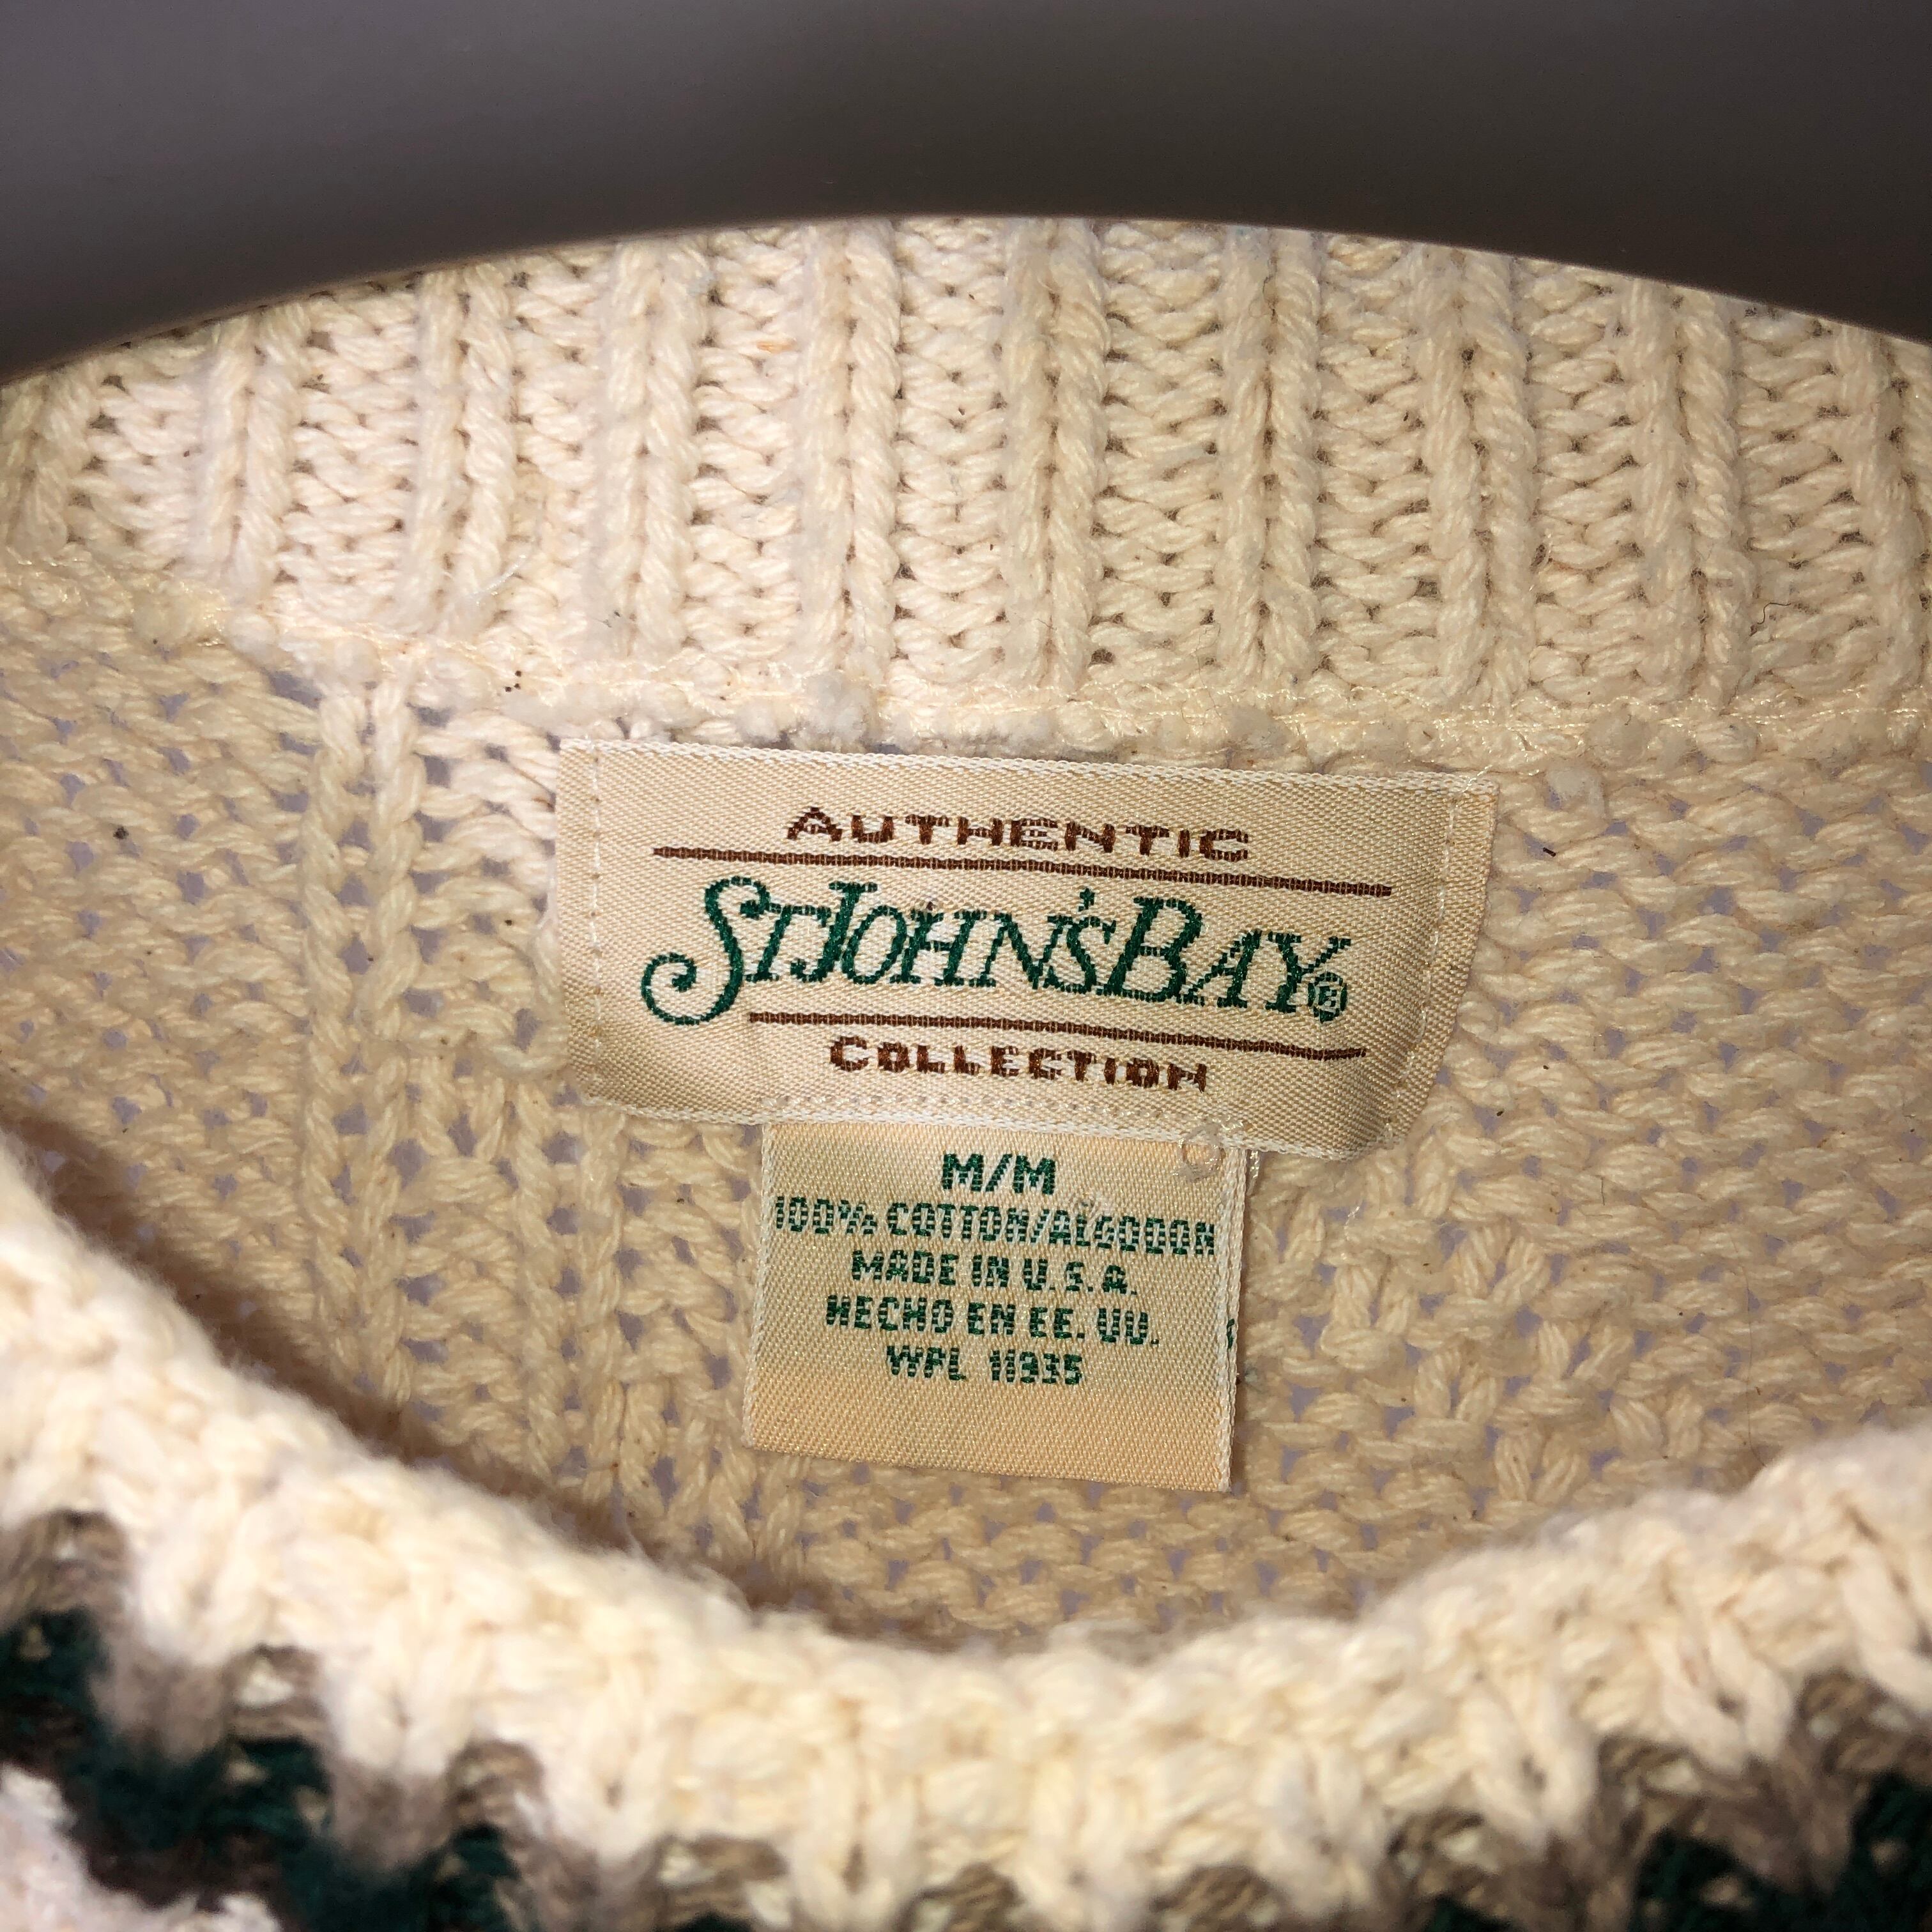 AUTHENTIC
ST JOHN'S BAY®
COLLECTION
M/M
100% COTTON/ALGODON
MADE IN U.S.A.
HECHO EN EE. UU.
WPL 11935